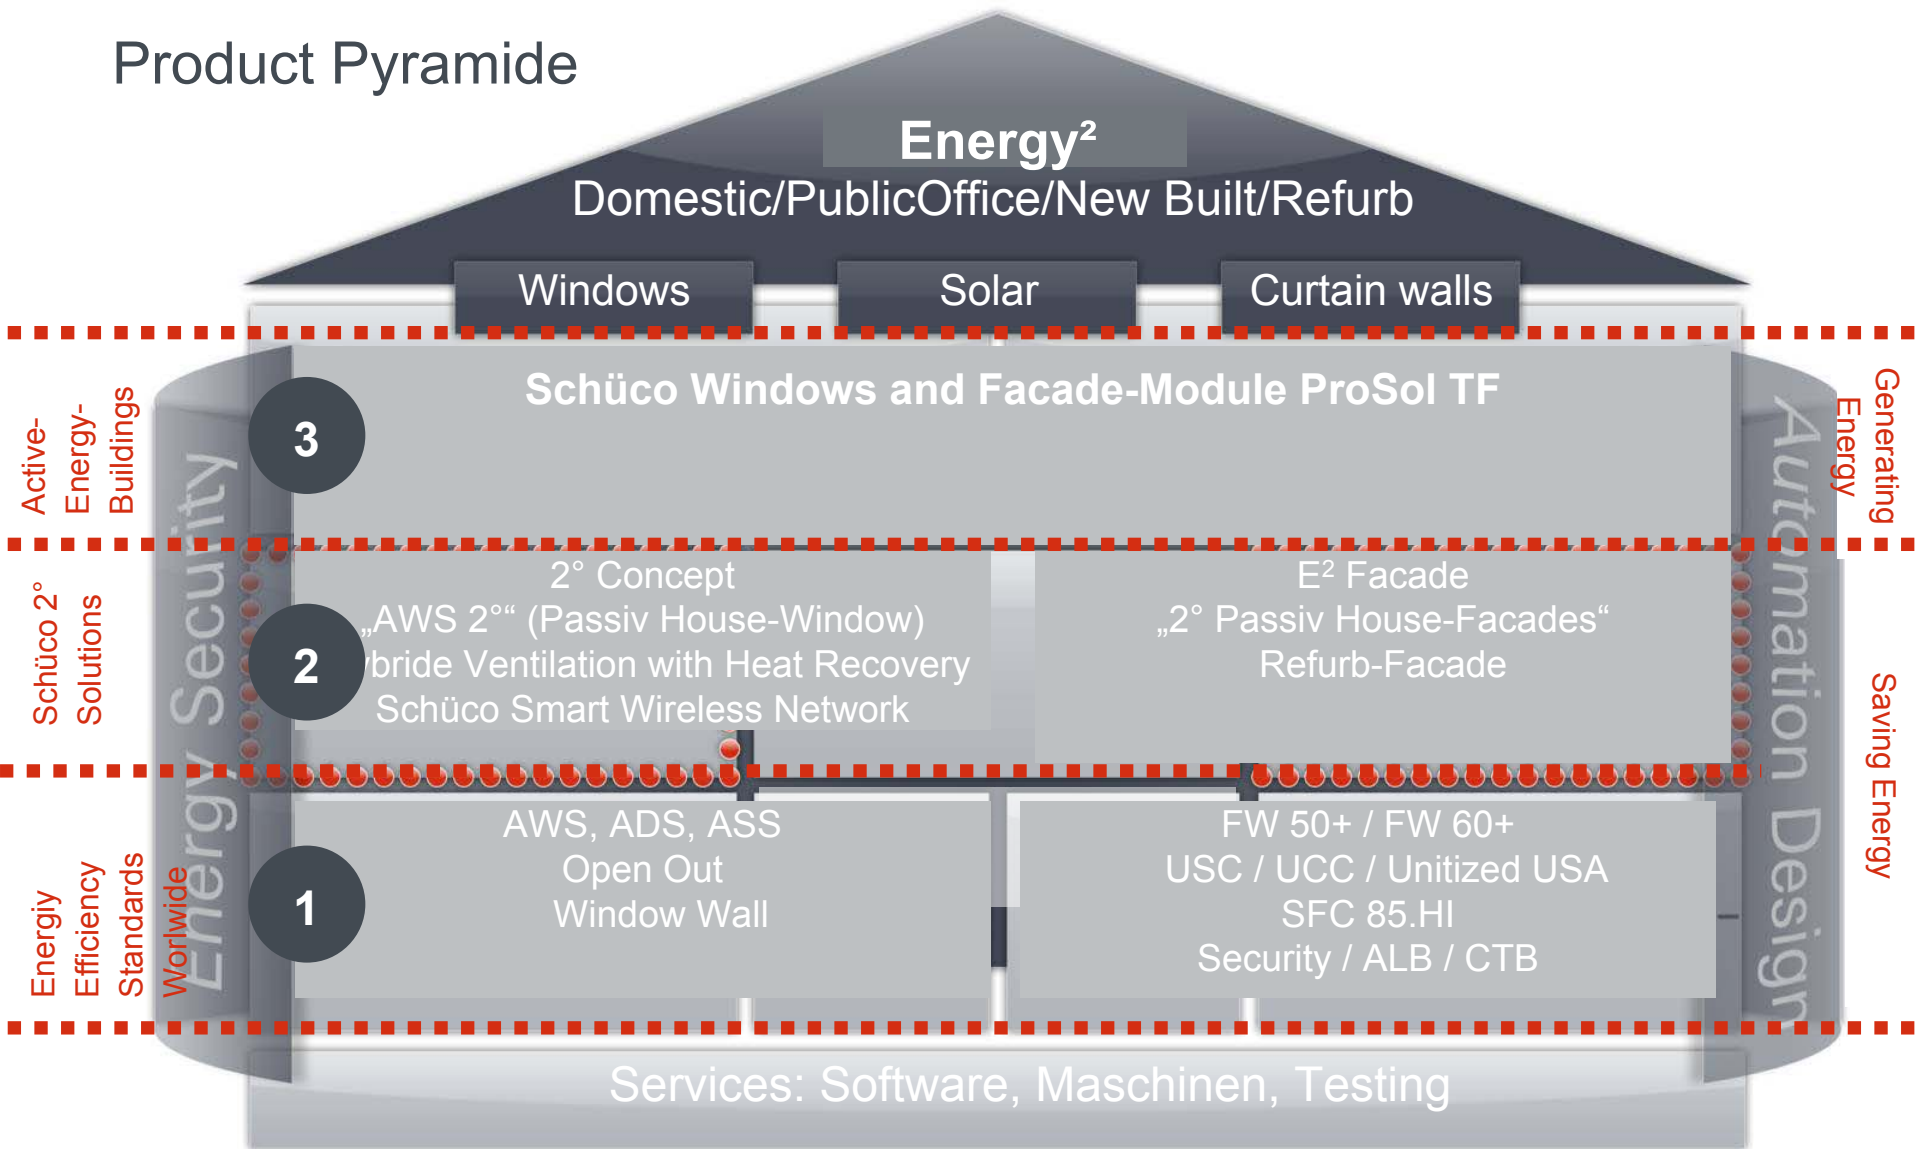 Product Pyramide
Energy²
Domestic/PublicOffice/New Built/Refurb
Windows
Solar
Curtain walls
Active-
Energy-
Buildings
3
Schüco Windows and Facade-Module ProSol TF
Generating
Energy
Energy Security
Automation Design
Schüco 2°
Solutions
2
2° Concept
„AWS 2°“ (Passiv House-Window)
bride Ventilation with Heat Recovery
Schüco Smart Wireless Network
E² Facade
„2° Passiv House-Facades“
Refurb-Facade
Saving Energy
Energiy
Efficiency
Standards
Worlwide
1
AWS, ADS, ASS
Open Out
Window Wall
FW 50+ / FW 60+
USC / UCC / Unitized USA
SFC 85.HI
Security / ALB / CTB
Services: Software, Maschinen, Testing